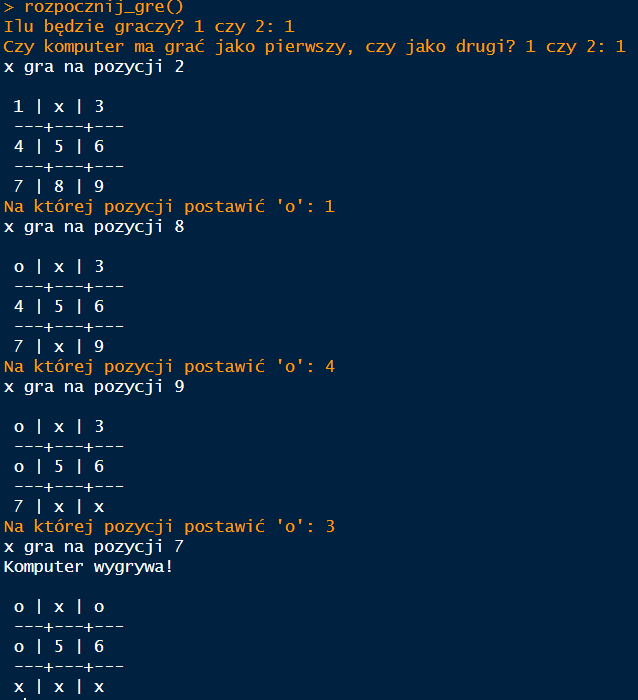 > rozpocznij_gre()
Ilu będzie graczy? 1 czy 2: 1
Czy komputer ma grać jako pierwszy, czy jako drugi? 1 czy 2: 1
x gra na pozycji 2
1 | x | 3
---+---+---
4 | 5 | 6
---+---+---
7 | 8 | 9
Na której pozycji postawić 'o': 1
x gra na pozycji 8
o | x | 3
---+---+---
4 | 5 | 6
---+---+---
7 | x | 9
Na której pozycji postawić 'o': 4
x gra na pozycji 9
o | x | 3
---+---+---
o | 5 | 6
---+---+---
7 | x | x
Na której pozycji postawić 'o': 3
x gra na pozycji 7
Komputer wygrywa!
o | x | o
---+---+---
o | 5 | 6
---+---+---
x | x | x